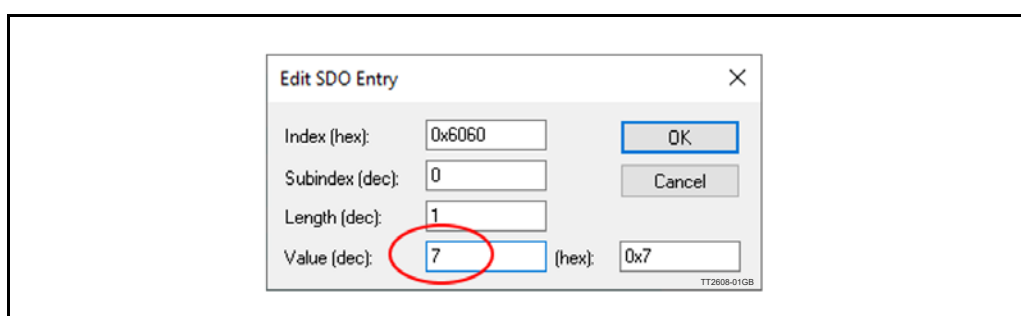 Edit SDO Entry
Index (hex): 0x6060 OK
Subindex (dec): 0 Cancel
Length (dec): 1
Value (dec): 7 (hex): 0x7
TT2608-01GB